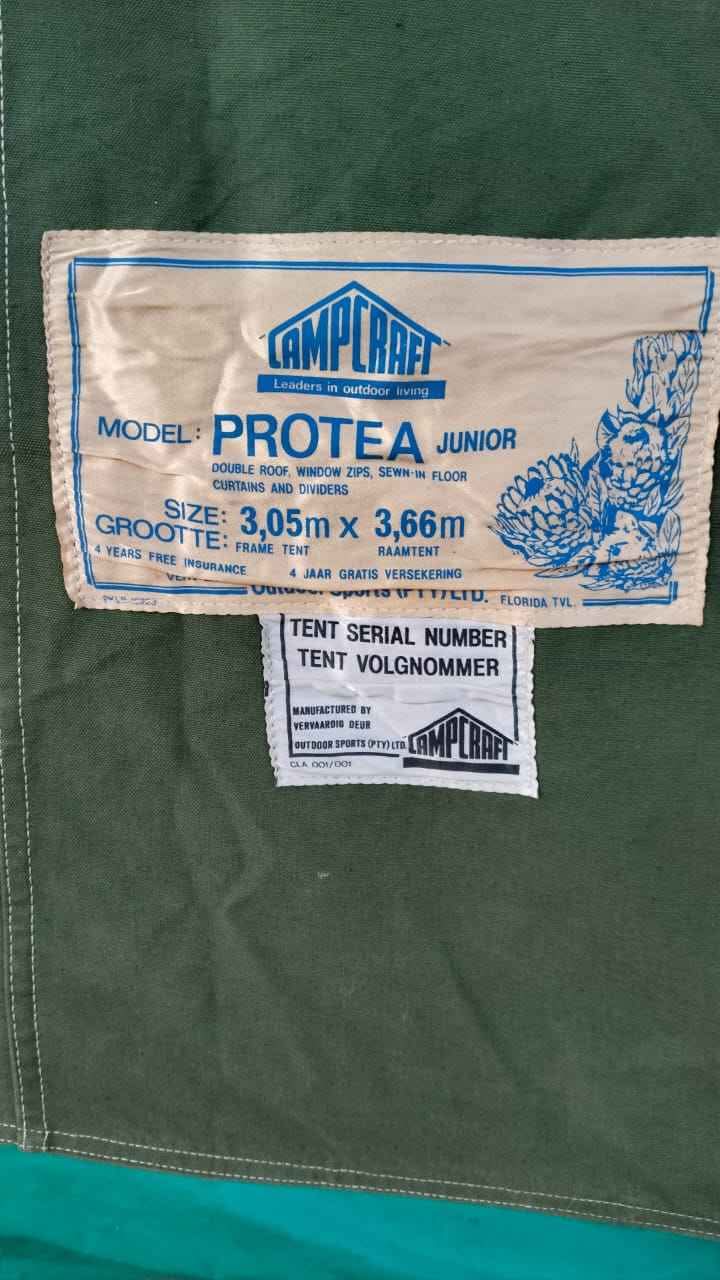 CAMPCRAFT
Leaders in outdoor living
MODEL: PROTEA JUNIOR
DOUBLE ROOF, WINDOW ZIPS, SEWN-IN FLOOR
CURTAINS AND DIVIDERS
SIZE:
GROOTTE: 3,05m x 3,66m
FRAME TENT RAAMTENT
4 YEARS FREE INSURANCE 4 JAAR GRATIS VERSEKERING
Outdoor Sports (PTY) LTD. FLORIDA TVL.
TENT SERIAL NUMBER
TENT VOLGNOMMER
MANUFACTURED BY
VERVAARDIG DEUR
OUTDOOR SPORTS (PTY) LTD. CAMPCRAFT
CLA 001/001